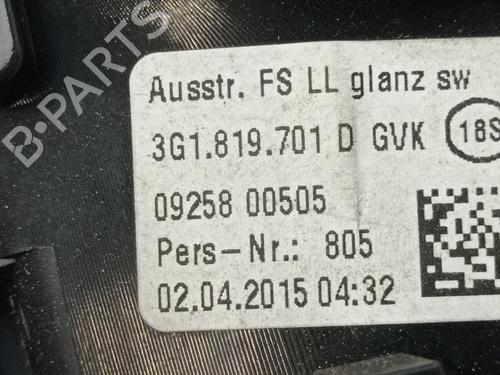 Ausstr. FS LL glanz sw
3G1.819.701 D GVK 18S
09258 00505
Pers-Nr.: 805
02.04.2015 04:32
B-PARTS